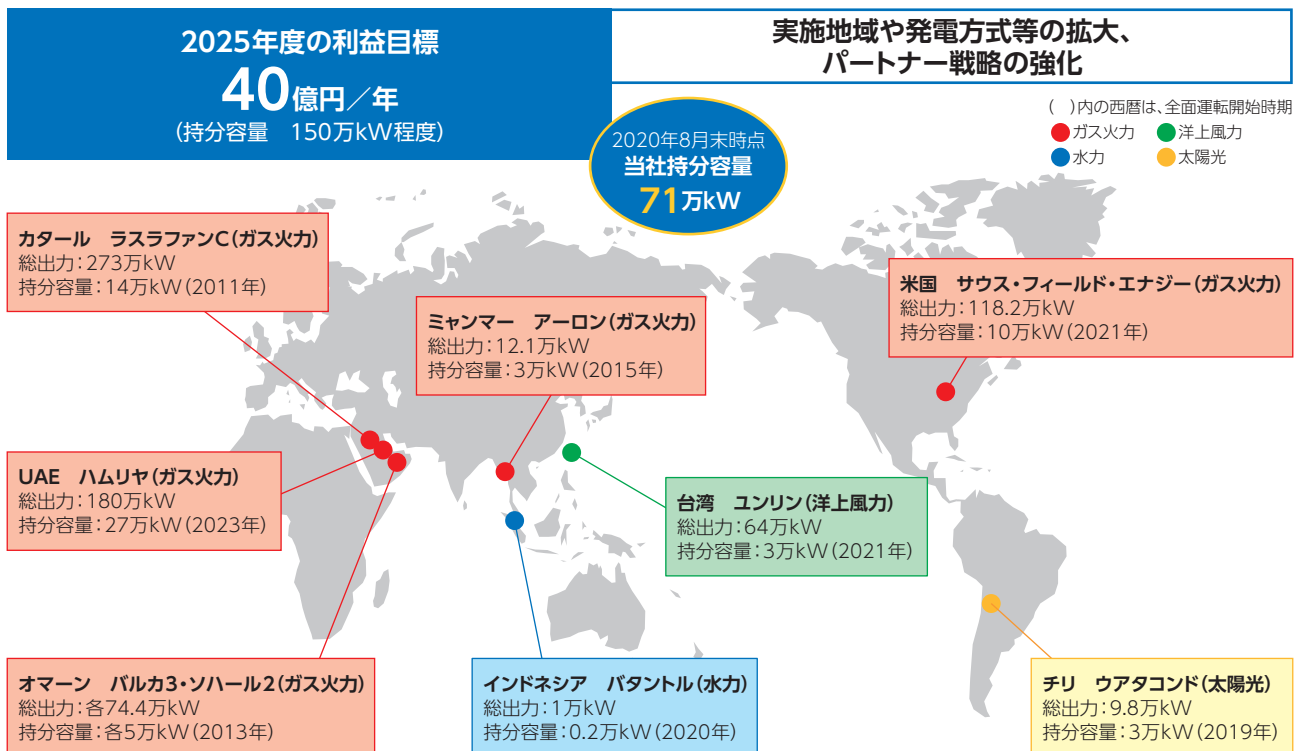 2025年度の利益目標
40億円／年
(持分容量　150万kW程度)
実施地域や発電方式等の拡大、
パートナー戦略の強化
(　)内の西暦は、全面運転開始時期
ガス火力　洋上風力
水力　太陽光
2020年8月末時点
当社持分容量
71万kW
カタール　ラスラファンC(ガス火力)
総出力：273万kW
持分容量：14万kW(2011年)
ミャンマー　アーロン(ガス火力)
総出力：12.1万kW
持分容量：3万kW(2015年)
米国　サウス・フィールド・エナジー(ガス火力)
総出力：118.2万kW
持分容量：10万kW(2021年)
UAE　ハムリヤ(ガス火力)
総出力：180万kW
持分容量：27万kW(2023年)
台湾　ユンリン(洋上風力)
総出力：64万kW
持分容量：3万kW(2021年)
オマーン　バルカ3・ソハール2(ガス火力)
総出力：各74.4万kW
持分容量：各5万kW(2013年)
インドネシア　バタントル(水力)
総出力：1万kW
持分容量：0.2万kW(2020年)
チリ　ウアタコンド(太陽光)
総出力：9.8万kW
持分容量：3万kW(2019年)